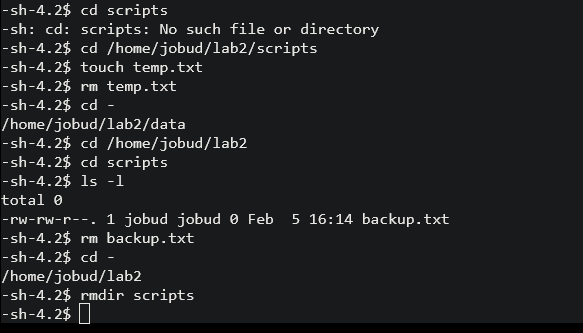 -sh-4.2$ cd scripts
-sh: cd: scripts: No such file or directory
-sh-4.2$ cd /home/jobud/lab2/scripts
-sh-4.2$ touch temp.txt
-sh-4.2$ rm temp.txt
-sh-4.2$ cd -
/home/jobud/lab2/data
-sh-4.2$ cd /home/jobud/lab2
-sh-4.2$ cd scripts
-sh-4.2$ ls -l
total 0
-rw-rw-r--. 1 jobud jobud 0 Feb  5 16:14 backup.txt
-sh-4.2$ rm backup.txt
-sh-4.2$ cd -
/home/jobud/lab2
-sh-4.2$ rmdir scripts
-sh-4.2$